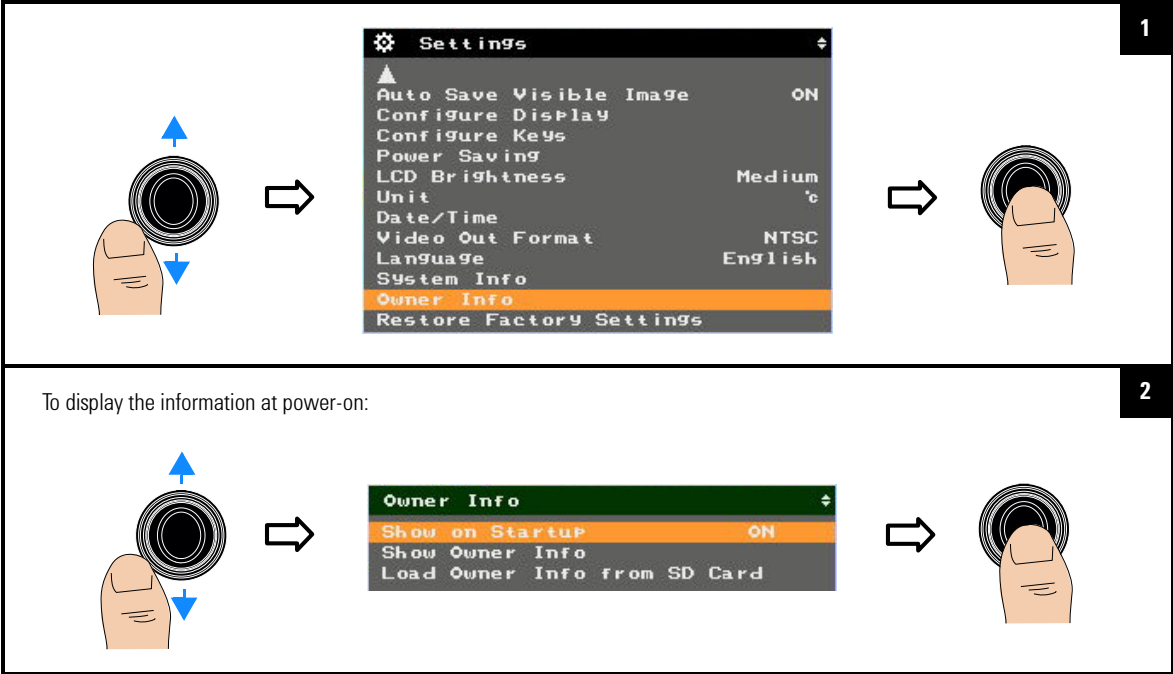 1
Settings
Auto Save Visible Image ON
Configure Display
Configure Keys
Power Saving
LCD Brightness Medium
Unit °c
Date/Time
Video Out Format NTSC
Language English
System Info
Owner Info
Restore Factory Settings
2
To display the information at power-on:
Owner Info
Show on Startup ON
Show Owner Info
Load Owner Info from SD Card